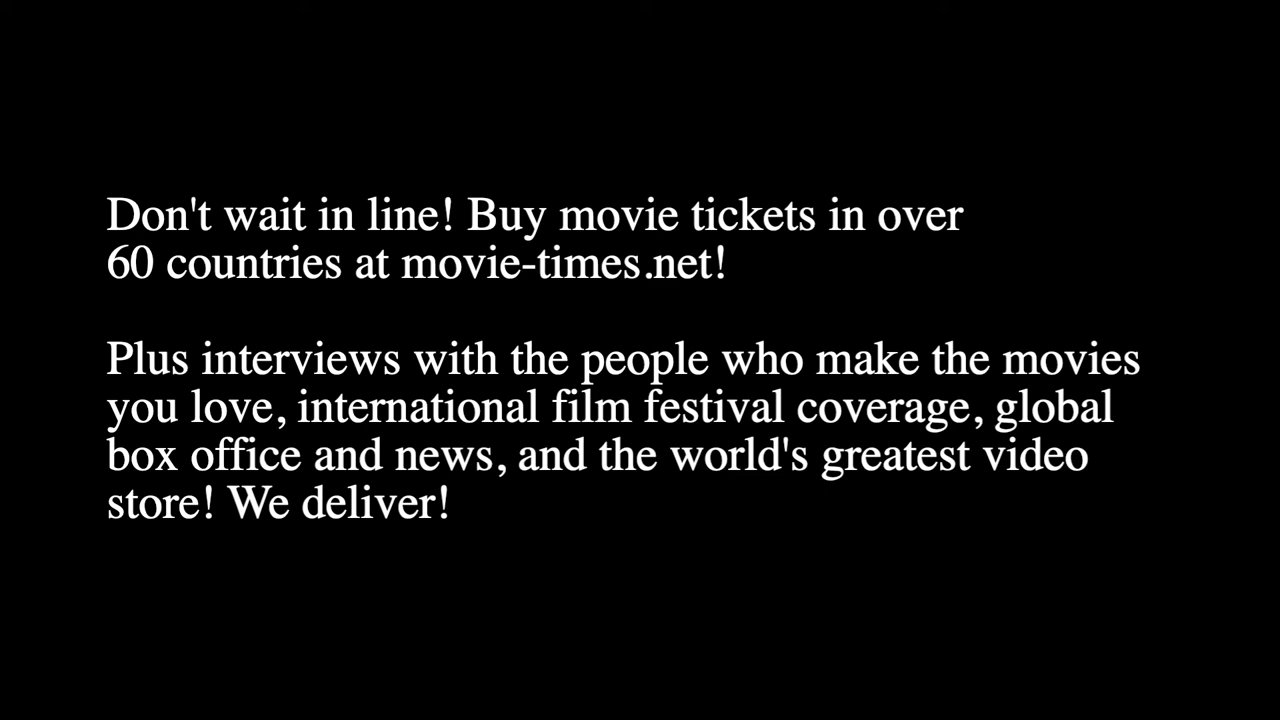 Don't wait in line! Buy movie tickets in over
60 countries at movie-times.net!
Plus interviews with the people who make the movies
you love, international film festival coverage, global
box office and news, and the world's greatest video
store! We deliver!